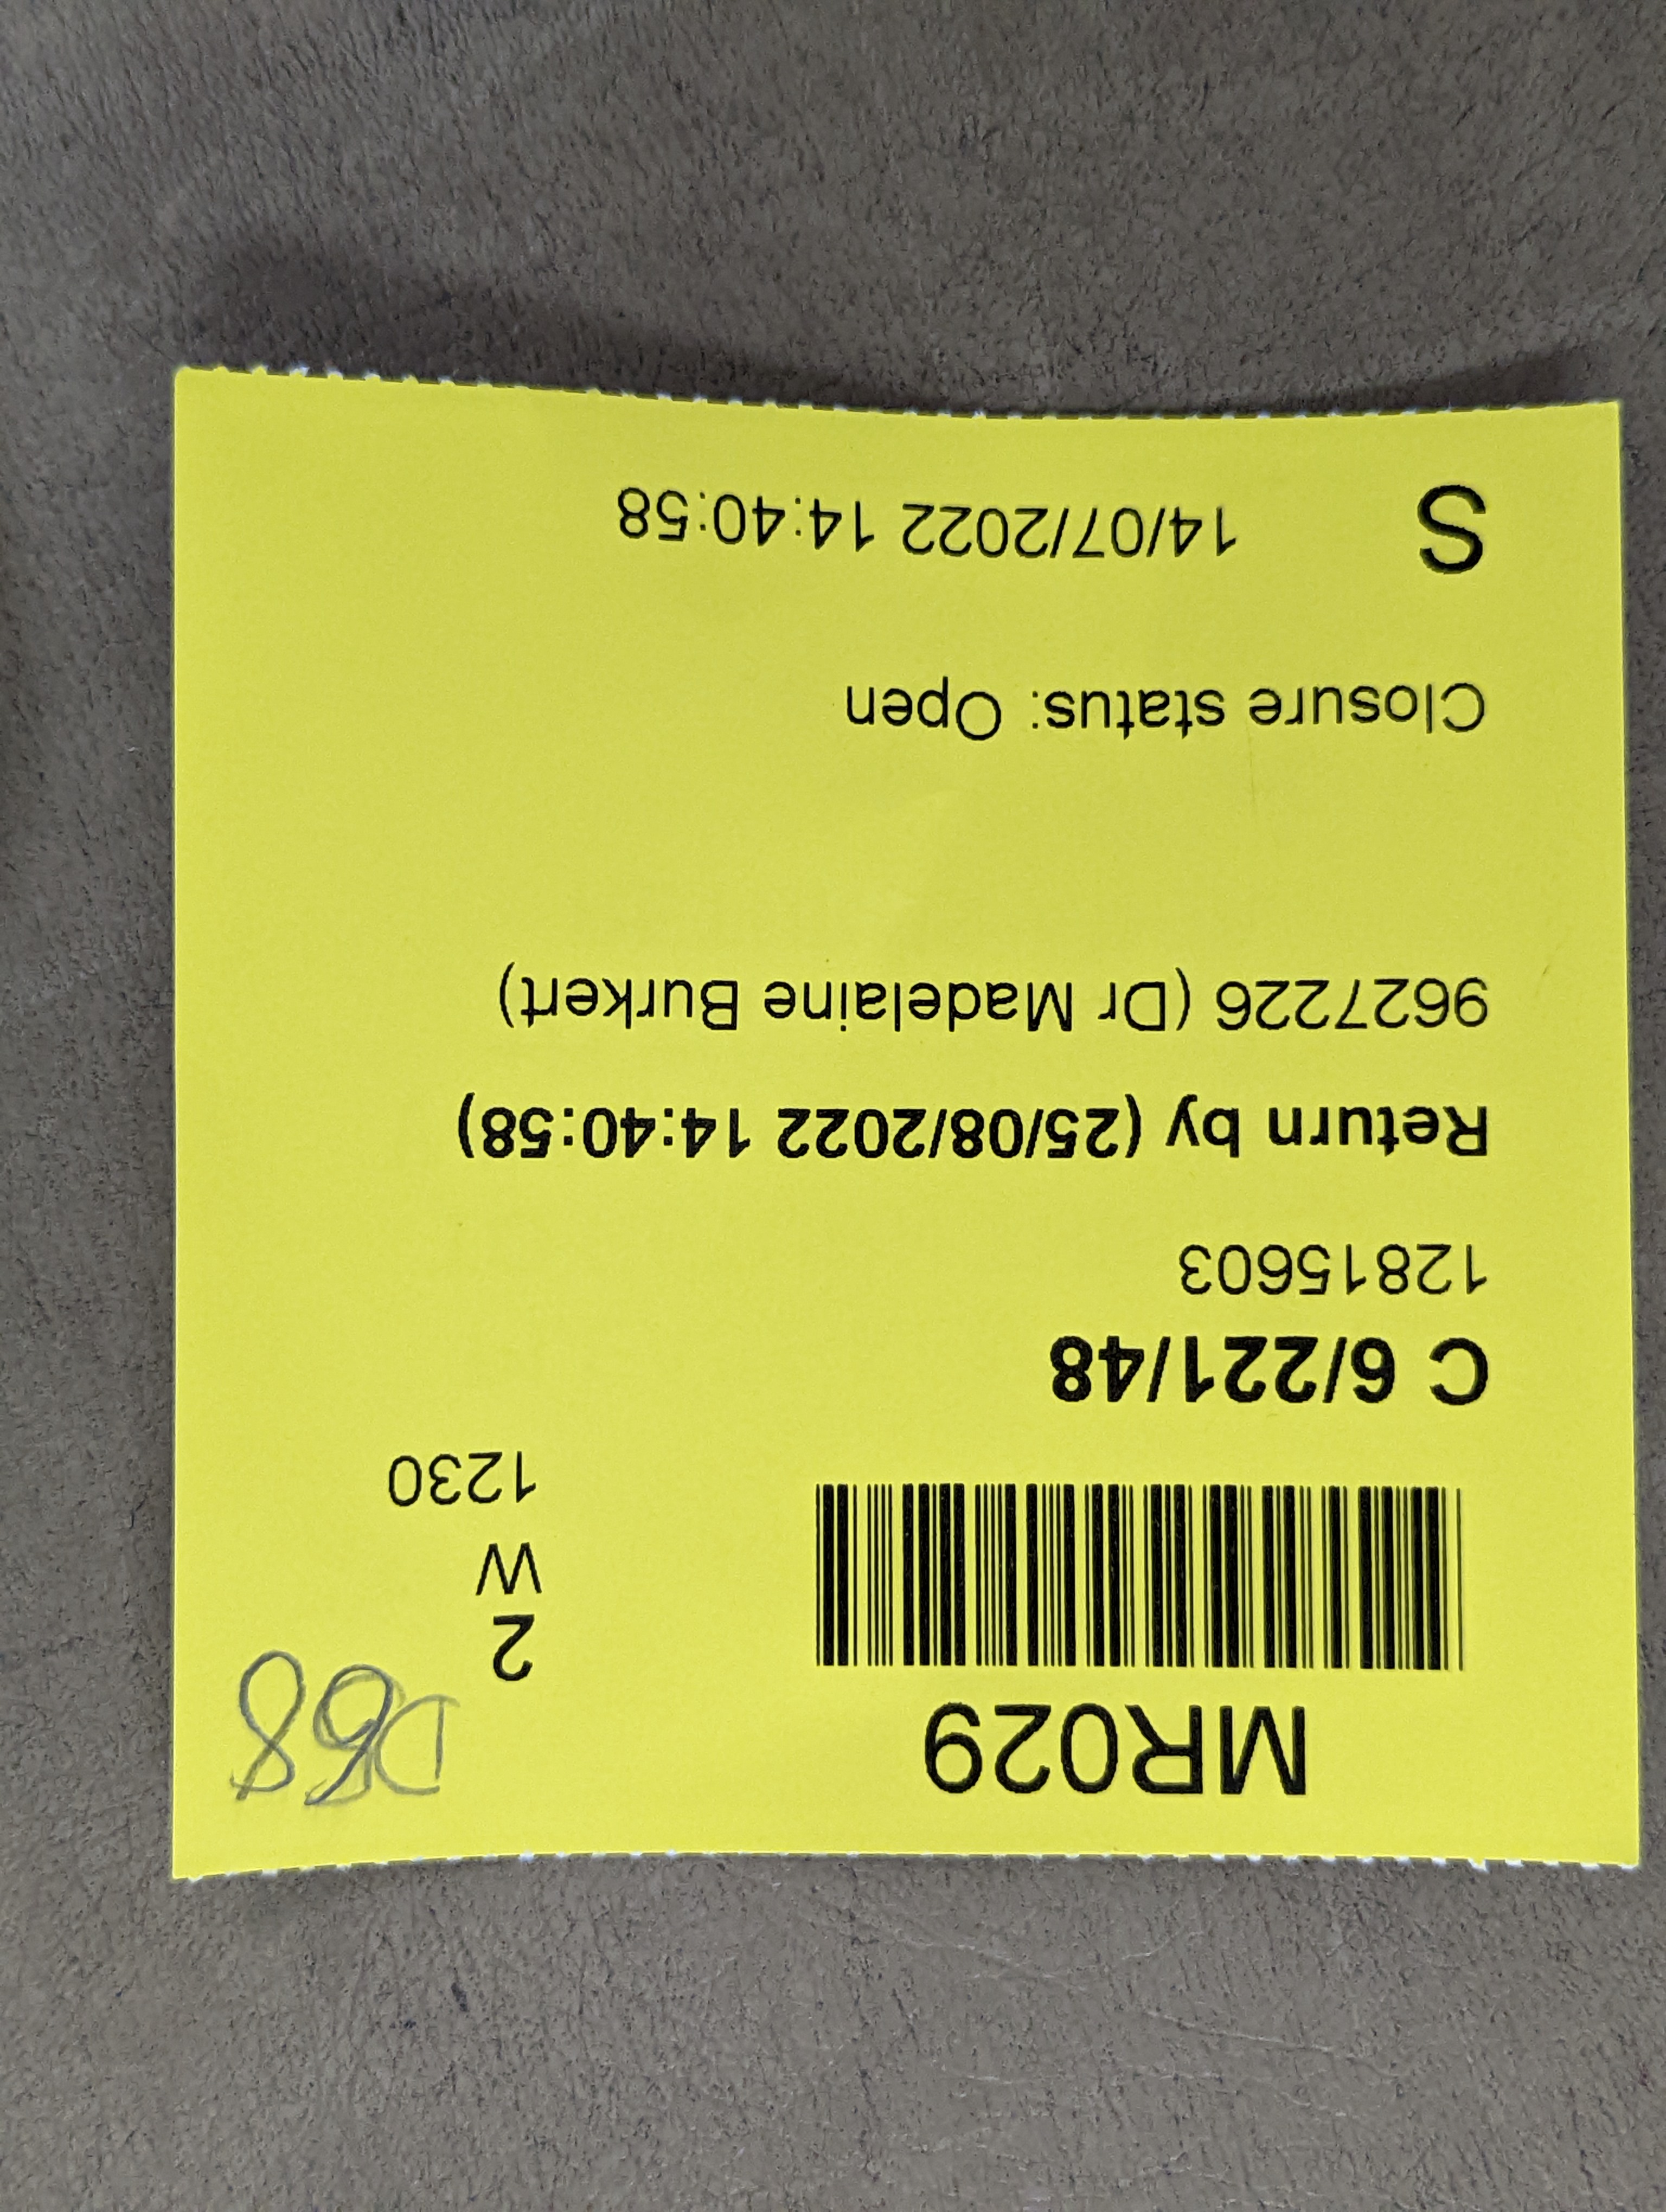 MR029
D68
2
W
1230
C 6/221/48
12815603
Return by (25/08/2022 14:40:58)
9627226 (Dr Madelaine Burkert)
Closure status: Open
S 14/07/2022 14:40:58